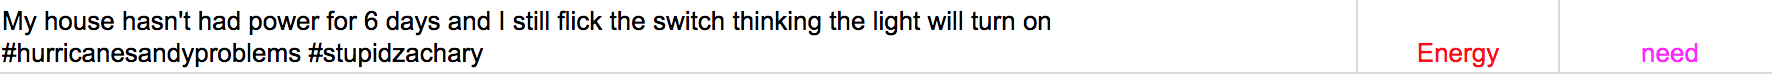 My house hasn't had power for 6 days and I still flick the switch thinking the light will turn on
#hurricanesandyproblems #stupidzachary Energy need